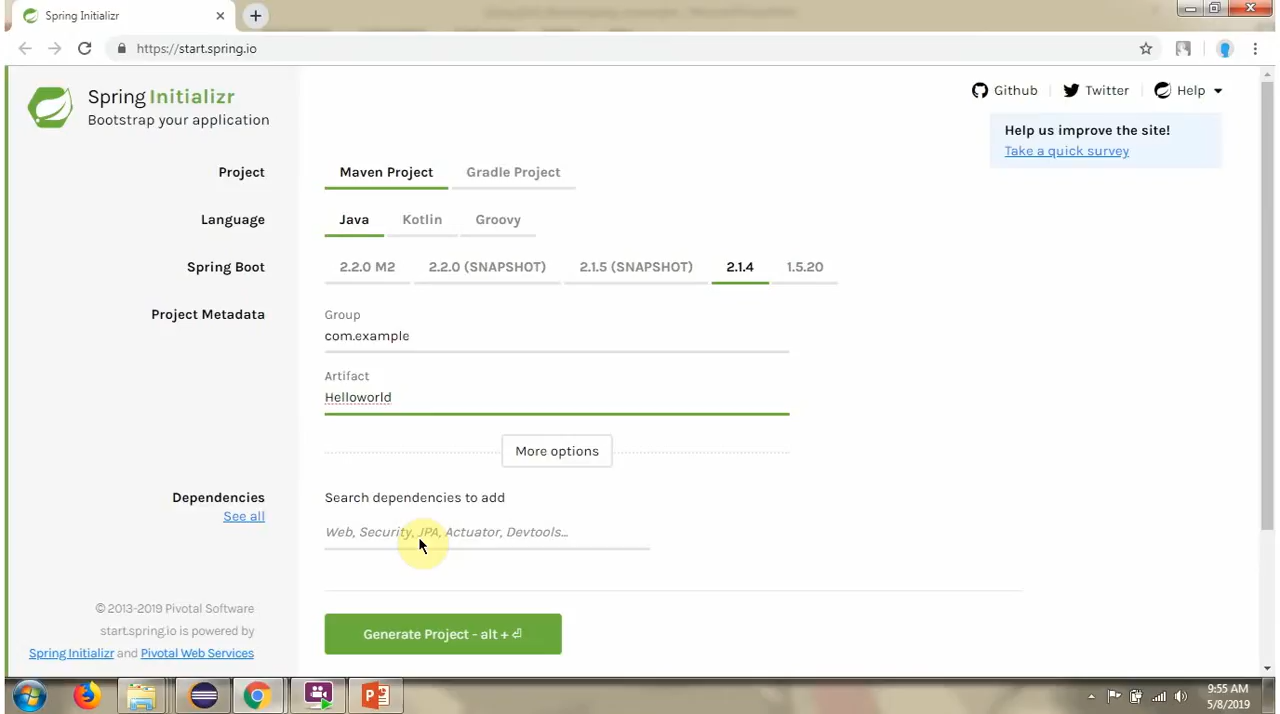 Spring Initializr
https://start.spring.io
Spring Initializr
Bootstrap your application
Github
Twitter
Help
Help us improve the site!
Take a quick survey
Project
Maven Project
Gradle Project
Language
Java
Kotlin
Groovy
Spring Boot
2.2.0 M2
2.2.0 (SNAPSHOT)
2.1.5 (SNAPSHOT)
2.1.4
1.5.20
Project Metadata
Group
com.example
Artifact
Helloworld
More options
Dependencies
See all
Search dependencies to add
Web, Security, JPA, Actuator, Devtools...
© 2013-2019 Pivotal Software
start.spring.io is powered by
Spring Initializr and Pivotal Web Services
Generate Project - alt + ⏎
9:55 AM
5/8/2019